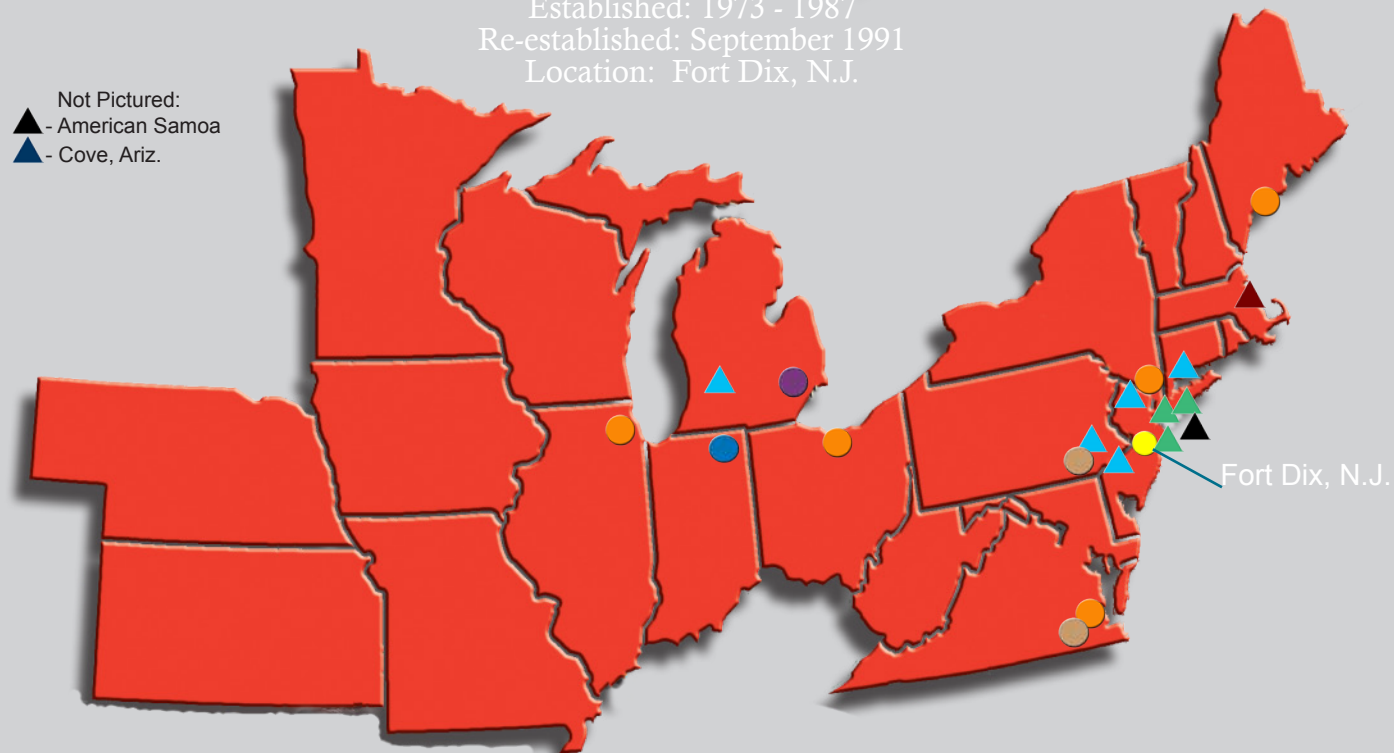 Established: 1973 - 1987
Re-established: September 1991
Location: Fort Dix, N.J.
Not Pictured:
- American Samoa
- Cove, Ariz.
Fort Dix, N.J.